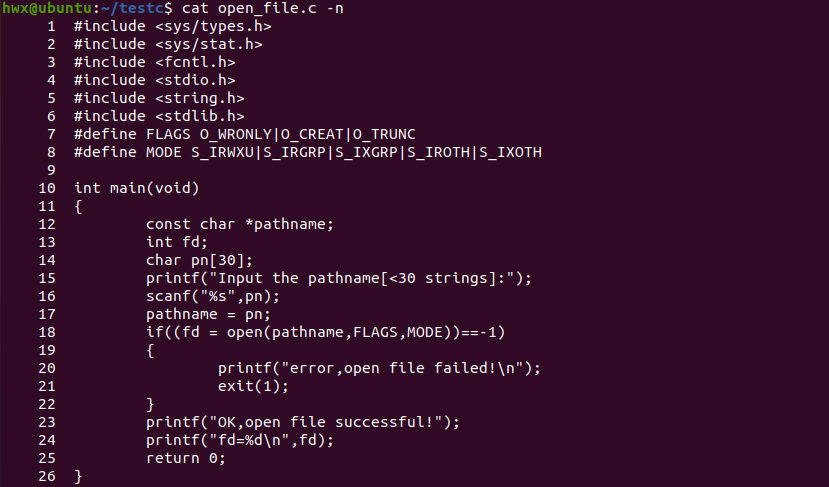 hwx@ubuntu:~/testc$ cat open_file.c -n
     1  #include <sys/types.h>
     2  #include <sys/stat.h>
     3  #include <fcntl.h>
     4  #include <stdio.h>
     5  #include <string.h>
     6  #include <stdlib.h>
     7  #define FLAGS O_WRONLY|O_CREAT|O_TRUNC
     8  #define MODE S_IRWXU|S_IRGRP|S_IXGRP|S_IROTH|S_IXOTH
     9
    10  int main(void)
    11  {
    12          const char *pathname;
    13          int fd;
    14          char pn[30];
    15          printf("Input the pathname[<30 strings]:");
    16          scanf("%s",pn);
    17          pathname = pn;
    18          if((fd = open(pathname,FLAGS,MODE))==-1)
    19          {
    20                  printf("error,open file failed!\n");
    21                  exit(1);
    22          }
    23          printf("OK,open file successful!");
    24          printf("fd=%d\n",fd);
    25          return 0;
    26  }